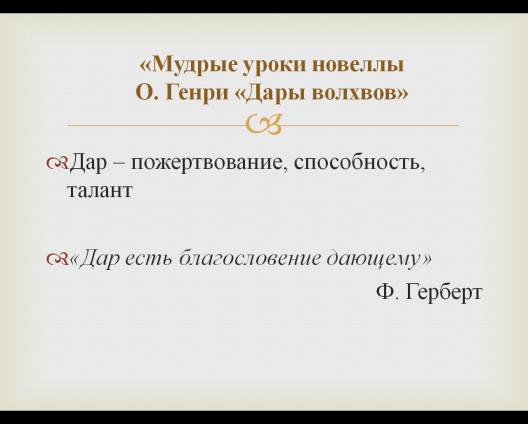 «Мудрые уроки новеллы
О. Генри «Дары волхвов»
Дар – пожертвование, способность,
талант
«Дар есть благословение дающему»
Ф. Герберт